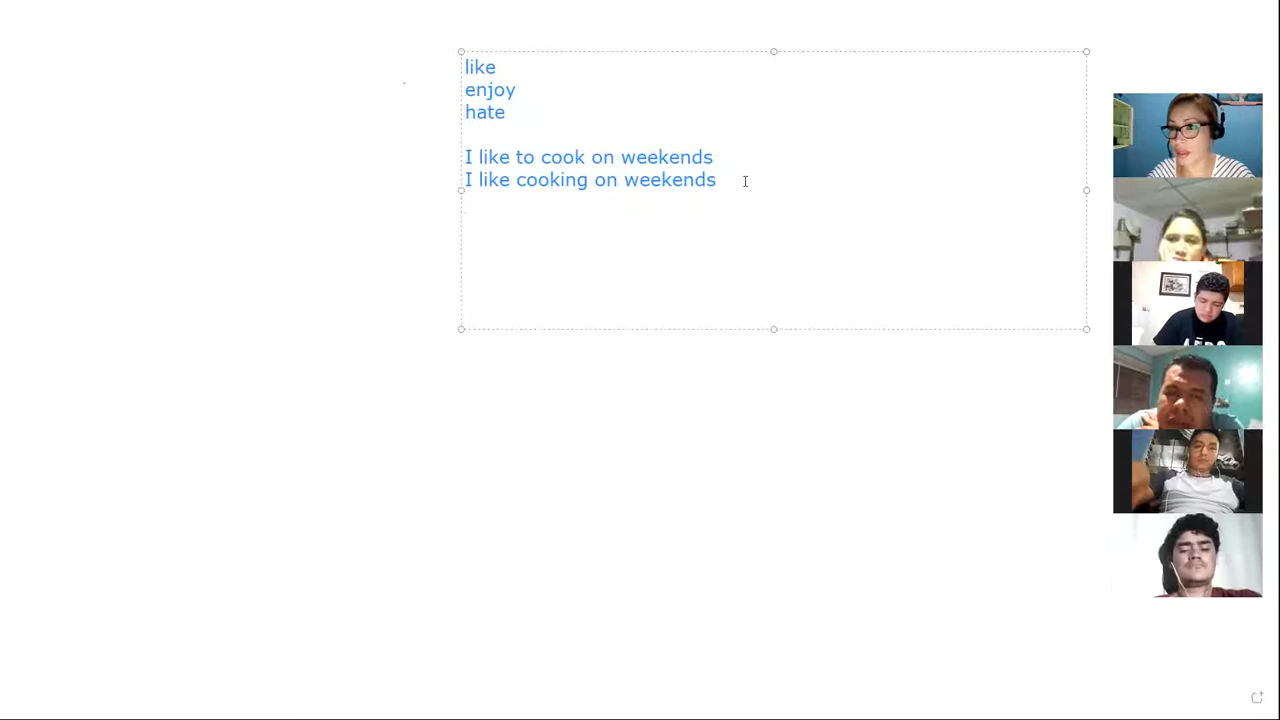 like
enjoy
hate
I like to cook on weekends
I like cooking on weekends